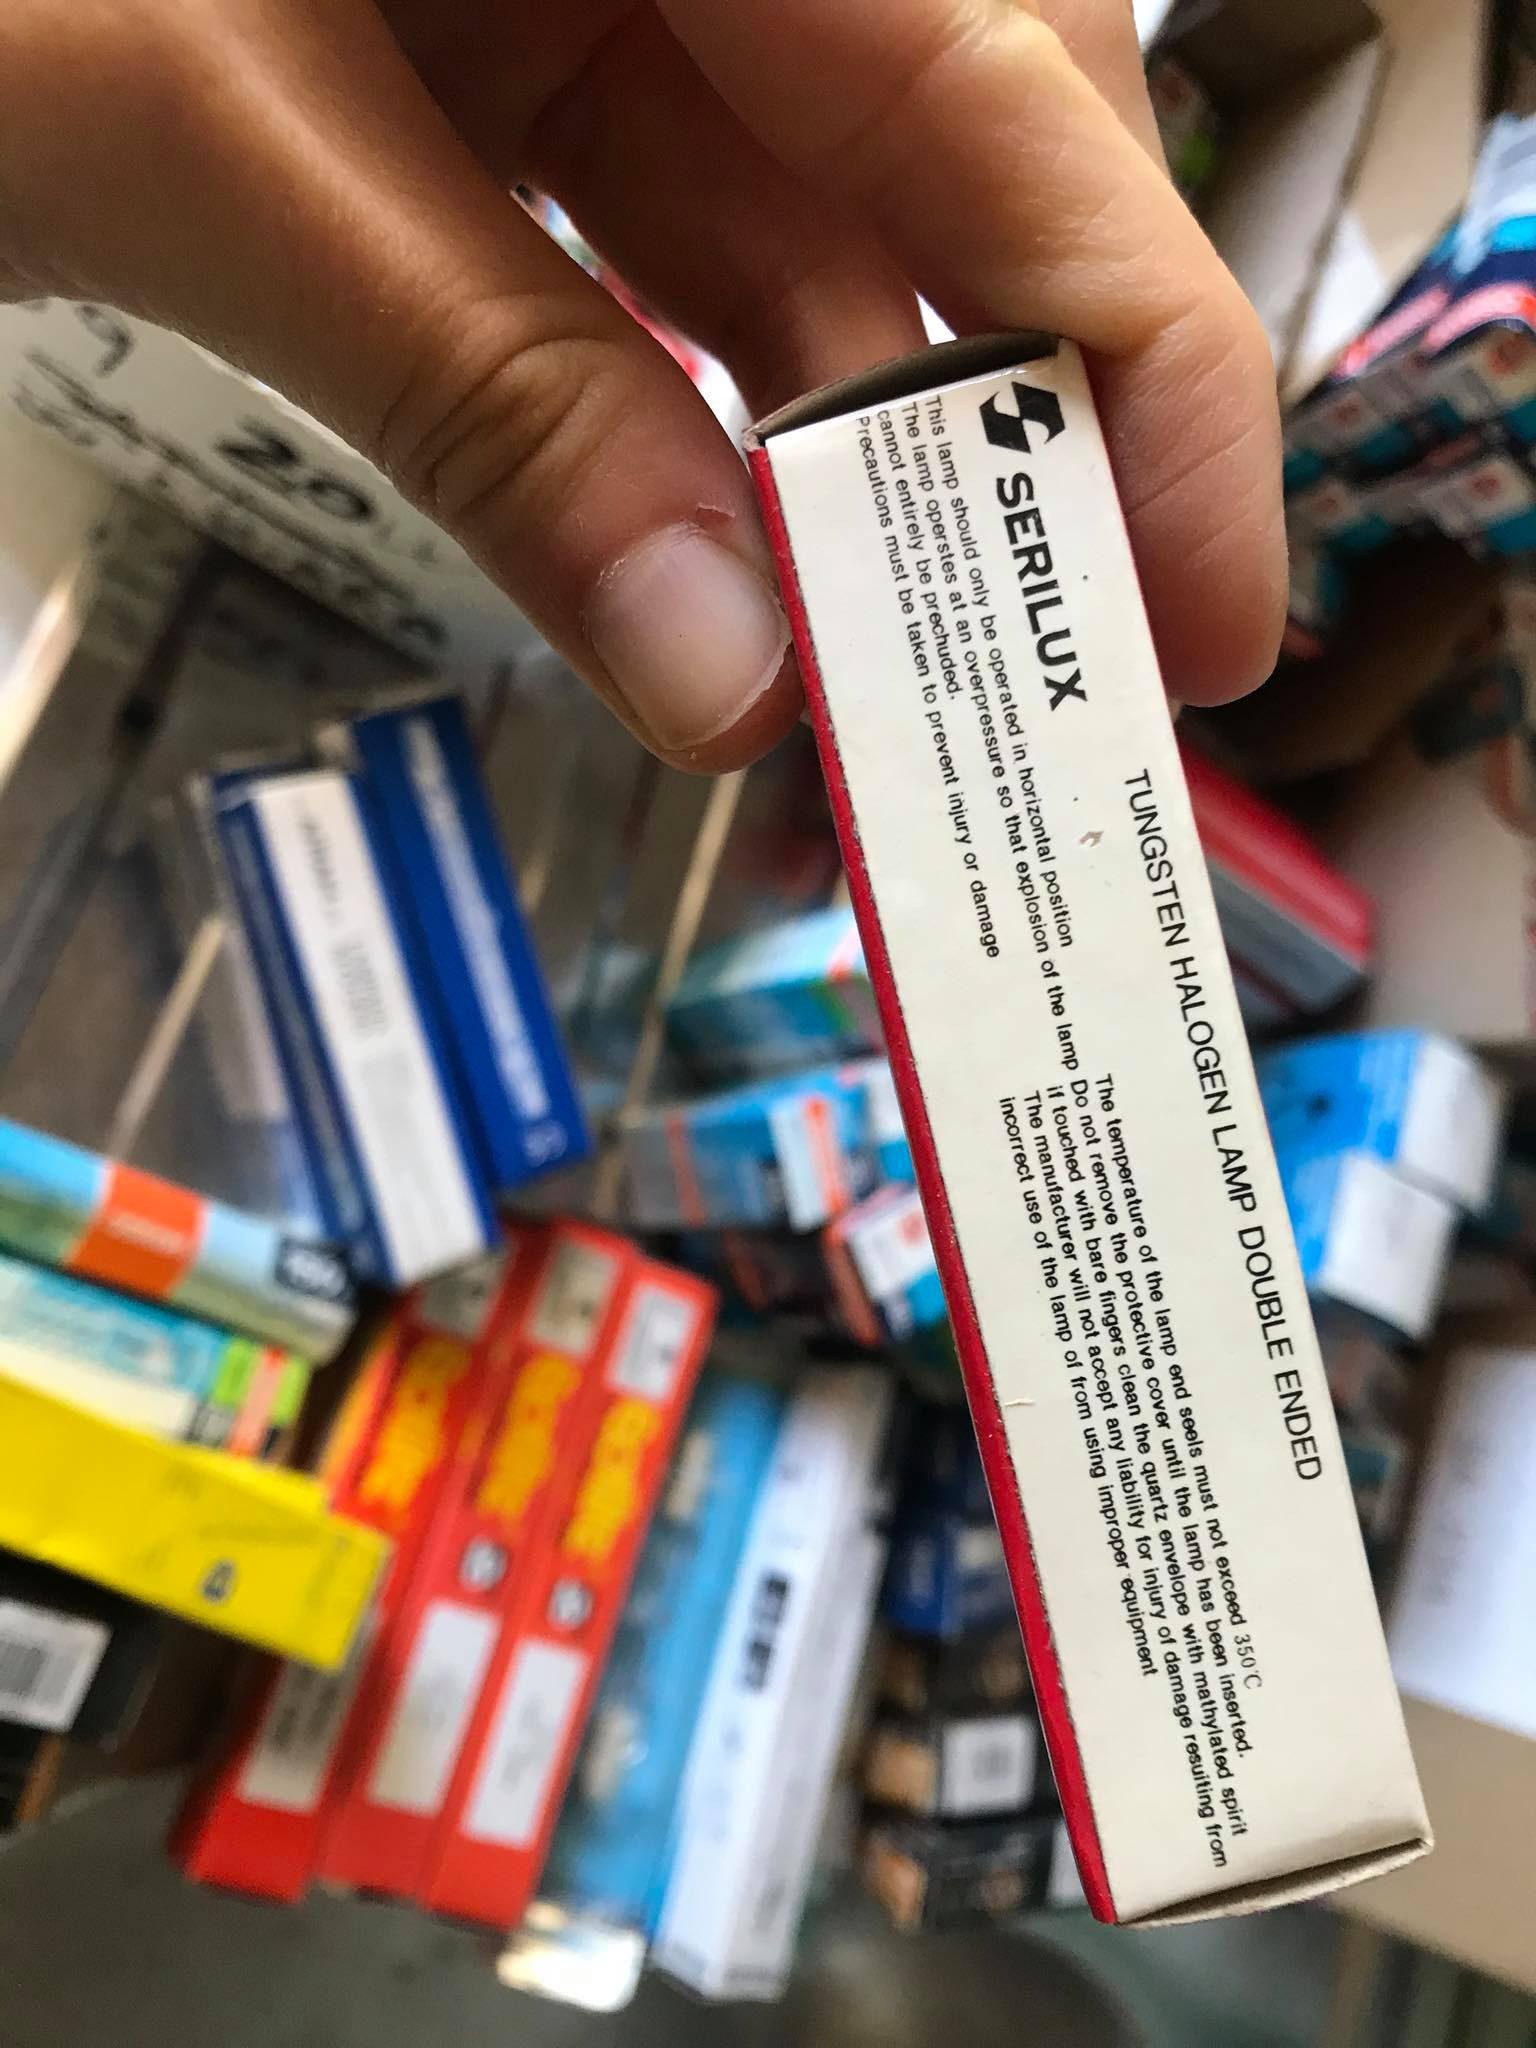 SERILUX
TUNGSTEN HALOGEN LAMP DOUBLE ENDED
This lamp should only be operated in horizontal position
The lamp operstes at an overpressure so that explosion of the lamp
cannot entirely be prechuded.
Precautions must be taken to prevent injury or damage
The temperature of the lamp end seels must not exceed 350℃
Do not remove the protective cover until the lamp has been inserted.
if touched with bare fingers clean the quartz envelope with mathylated spirit
The manufacturer will not accept any liability for injury of damage resuiting from
incorrect use of the lamp of from using improper equipment
20